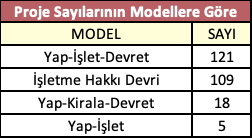 Proje Sayılarının Modellere Göre
MODEL SAYI
Yap-İşlet-Devret 121
İşletme Hakkı Devri 109
Yap-Kirala-Devret 18
Yap-İşlet 5